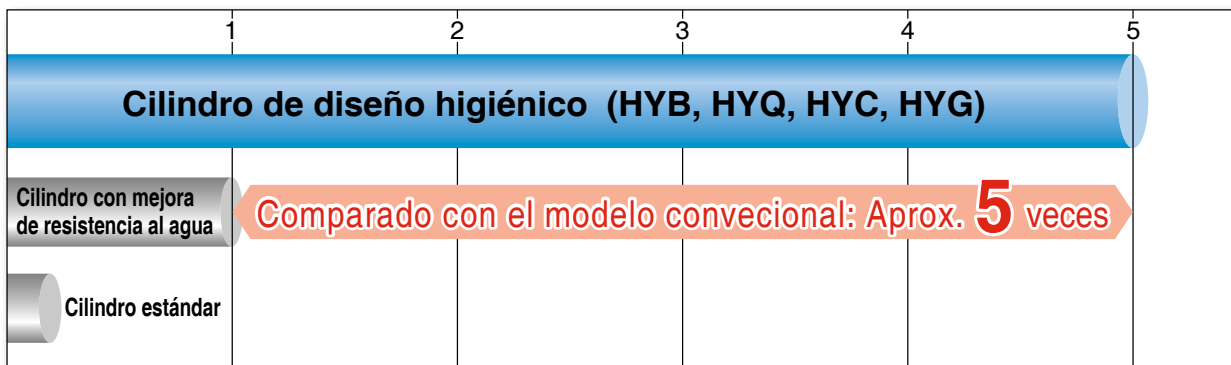 1 2 3 4 5
Cilindro de diseño higiénico (HYB, HYQ, HYC, HYG)
Cilindro con mejora
de resistencia al agua
Comparado con el modelo convecional: Aprox. 5 veces
Cilindro estándar